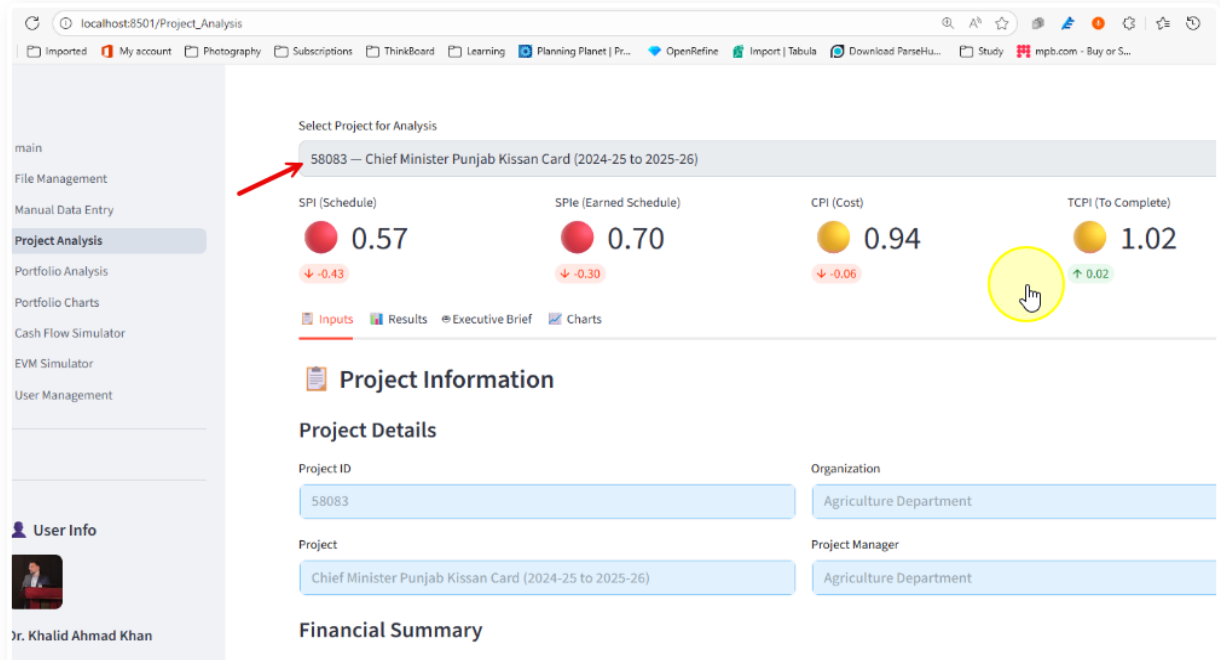 localhost:8501/Project_Analysis
Imported My account Photography Subscriptions ThinkBoard Learning Planning Planet | Pr... OpenRefine Import | Tabula Download ParseHu... Study mpb.com - Buy or S...
main
File Management
Manual Data Entry
Project Analysis
Portfolio Analysis
Portfolio Charts
Cash Flow Simulator
EVM Simulator
User Management
User Info
Dr. Khalid Ahmad Khan
Select Project for Analysis
58083 — Chief Minister Punjab Kissan Card (2024-25 to 2025-26)
SPI (Schedule) SPIe (Earned Schedule) CPI (Cost) TCPI (To Complete)
0.57 0.70 0.94 1.02
↓ -0.43 ↓ -0.30 ↓ -0.06 ↑ 0.02
Inputs Results Executive Brief Charts
Project Information
Project Details
Project ID Organization
58083 Agriculture Department
Project Project Manager
Chief Minister Punjab Kissan Card (2024-25 to 2025-26) Agriculture Department
Financial Summary